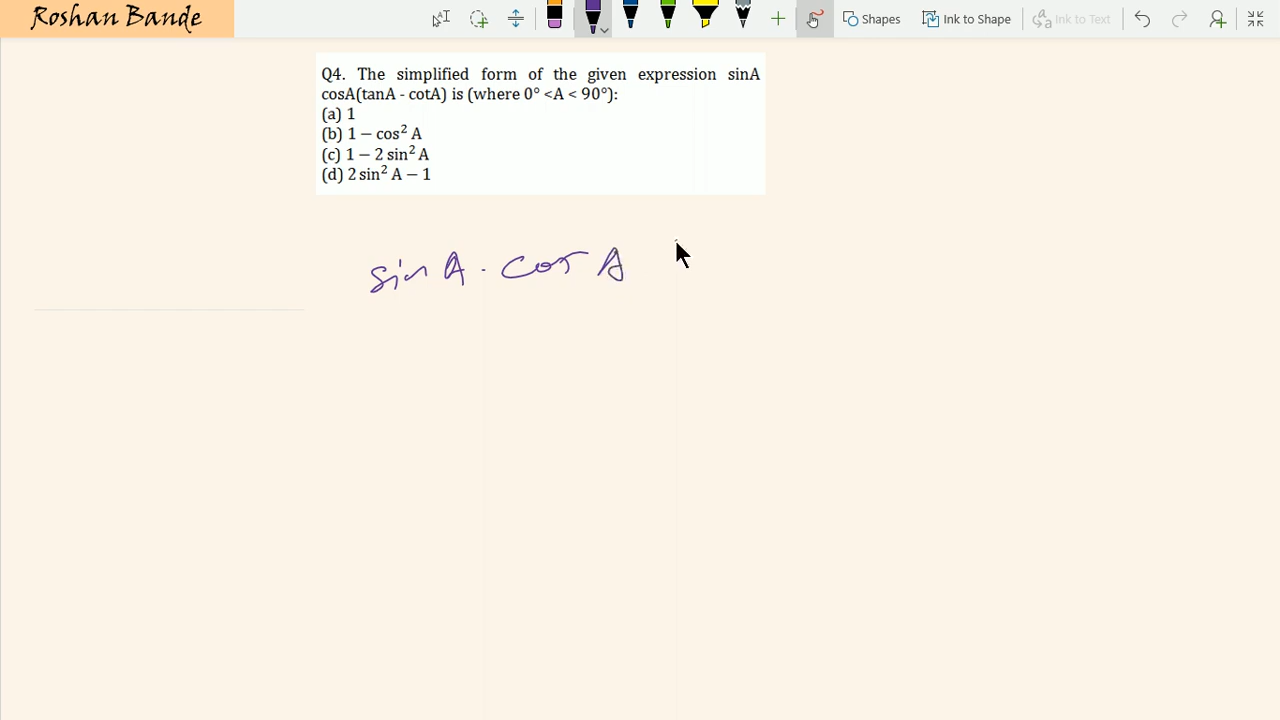 Roshan Bande
Shapes
Ink to Shape
Ink to Text
Q4. The simplified form of the given expression sinA
cosA(tanA - cotA) is (where 0° <A < 90°):
(a) 1
(b) 1 − cos² A
(c) 1 − 2 sin² A
(d) 2 sin² A − 1
sin A . cos A